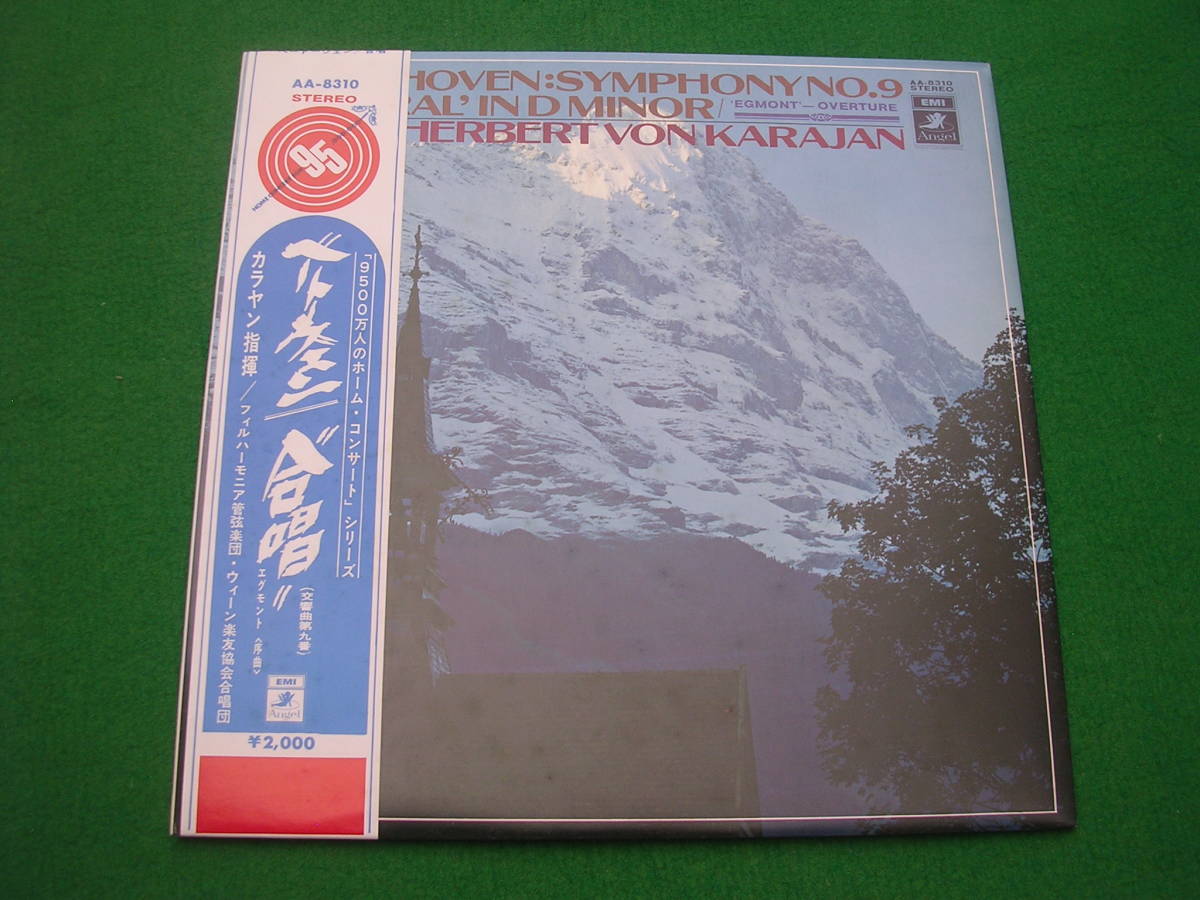 AA-8310
STEREO
95
「9500万人のホーム・コンサート」シリーズ
ベートーヴェン/"合唱"
(交響曲第九番)
エグモント〈序曲〉
カラヤン指揮/フィルハーモニア管弦楽団・ウィーン楽友協会合唱団
EMI
Angel
¥2,000
HOVEN:SYMPHONY NO.9
RAL' IN D MINOR/'EGMONT'—OVERTURE
HERBERT VON KARAJAN
AA-8310
STEREO
EMI
Angel